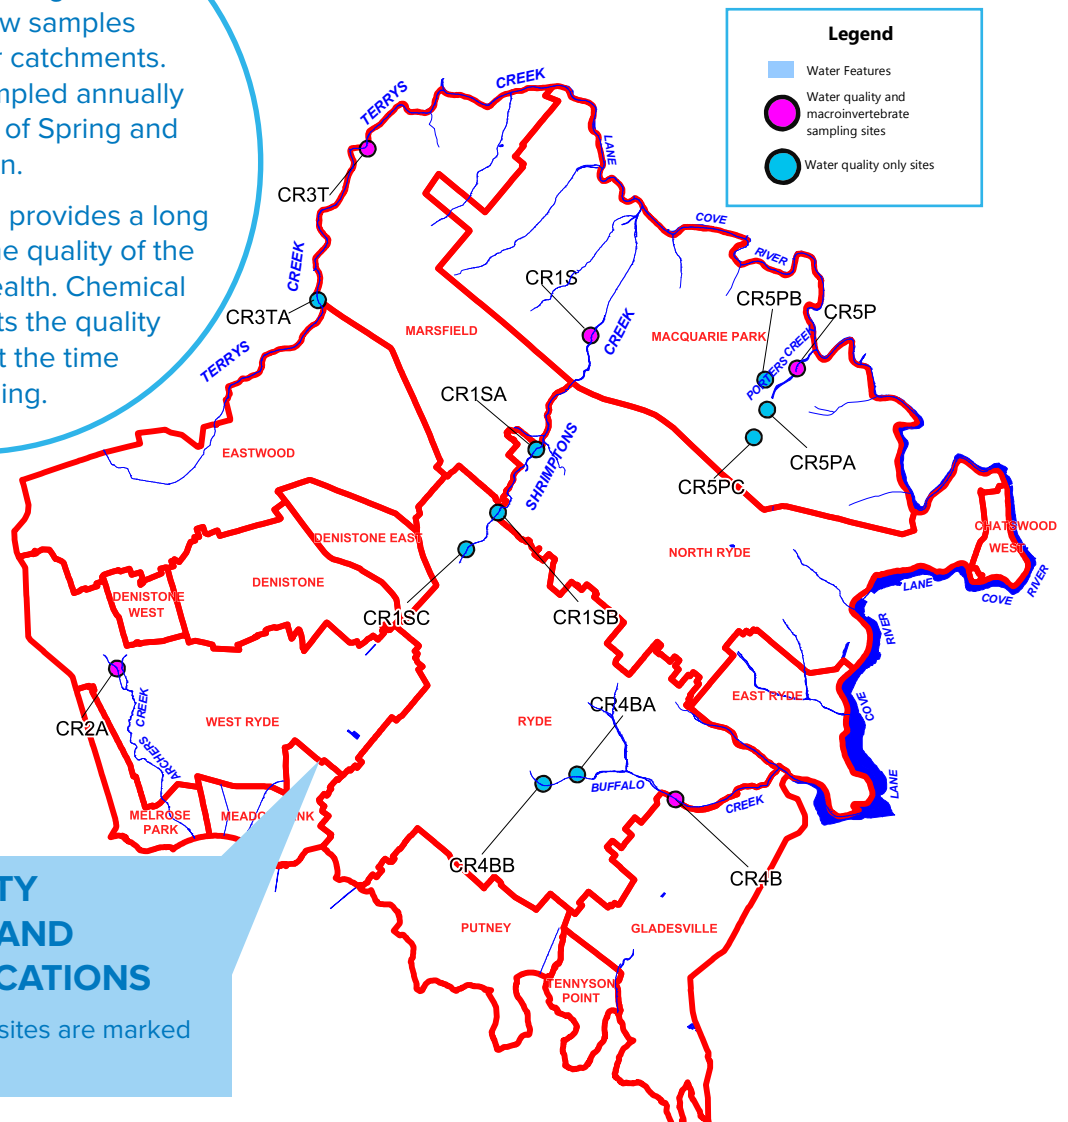 w samples
catchments.
mpled annually
of Spring and
n.
provides a long
e quality of the
ealth. Chemical
ts the quality
t the time
ing.
Legend
Water Features
Water quality and
macroinvertebrate
sampling sites
Water quality only sites
TERRYS
CREEK
LANE
COVE
RIVER
CR3T
CREEK
CR3TA
TERRYS
MARSFIELD
CR1S
CREEK
MACQUARIE PARK
CR5PB
CR5P
PORTERS CREEK
CR1SA
EASTWOOD
SHRIMPTONS
CR5PA
CR5PC
CHATSWOOD
WEST
DENISTONE EAST
NORTH RYDE
DENISTONE
DENISTONE
WEST
LANE
COVE
RIVER
RIVER
CR1SC
CR1SB
CR2A
CREEK
ARCHERS
WEST RYDE
RYDE
CR4BA
EAST RYDE
COVE
LANE
BUFFALO
CREEK
MELROSE
PARK
MEADO
NK
CR4BB
CR4B
PUTNEY
GLADESVILLE
TENNYSON
POINT
TY
AND
CATIONS
sites are marked